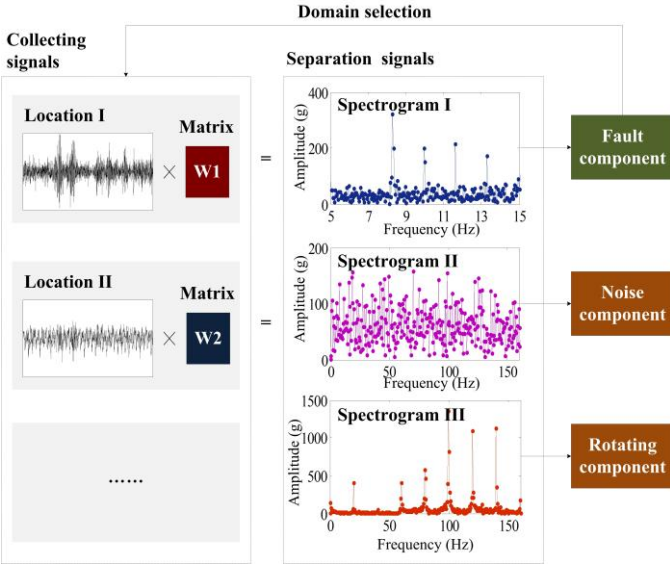 Domain selection
Collecting
signals
Separation signals
Location I
Matrix
×
W1
=
Spectrogram I
Amplitude (g)
400
200
0
5
7
9
11
13
15
Frequency (Hz)
Fault
component
Location II
Matrix
×
W2
=
Spectrogram II
Amplitude (g)
200
100
0
0
50
100
150
Frequency (Hz)
Noise
component
……
Spectrogram III
Amplitude (g)
1500
1000
500
0
0
50
100
150
Frequency (Hz)
Rotating
component